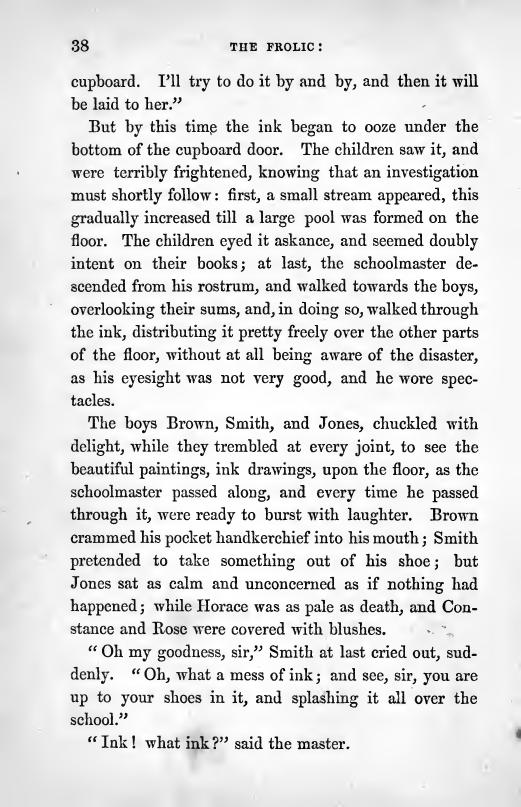 38 THE FROLIC:
cupboard. I'll try to do it by and by, and then it will
be laid to her."
But by this time the ink began to ooze under the
bottom of the cupboard door. The children saw it, and
were terribly frightened, knowing that an investigation
must shortly follow: first, a small stream appeared, this
gradually increased till a large pool was formed on the
floor. The children eyed it askance, and seemed doubly
intent on their books; at last, the schoolmaster de-
scended from his rostrum, and walked towards the boys,
overlooking their sums, and, in doing so, walked through
the ink, distributing it pretty freely over the other parts
of the floor, without at all being aware of the disaster,
as his eyesight was not very good, and he wore spec-
tacles.
The boys Brown, Smith, and Jones, chuckled with
delight, while they trembled at every joint, to see the
beautiful paintings, ink drawings, upon the floor, as the
schoolmaster passed along, and every time he passed
through it, were ready to burst with laughter. Brown
crammed his pocket handkerchief into his mouth; Smith
pretended to take something out of his shoe; but
Jones sat as calm and unconcerned as if nothing had
happened; while Horace was as pale as death, and Con-
stance and Rose were covered with blushes.
"Oh my goodness, sir," Smith at last cried out, sud-
denly. "Oh, what a mess of ink; and see, sir, you are
up to your shoes in it, and splashing it all over the
school."
"Ink! what ink?" said the master.